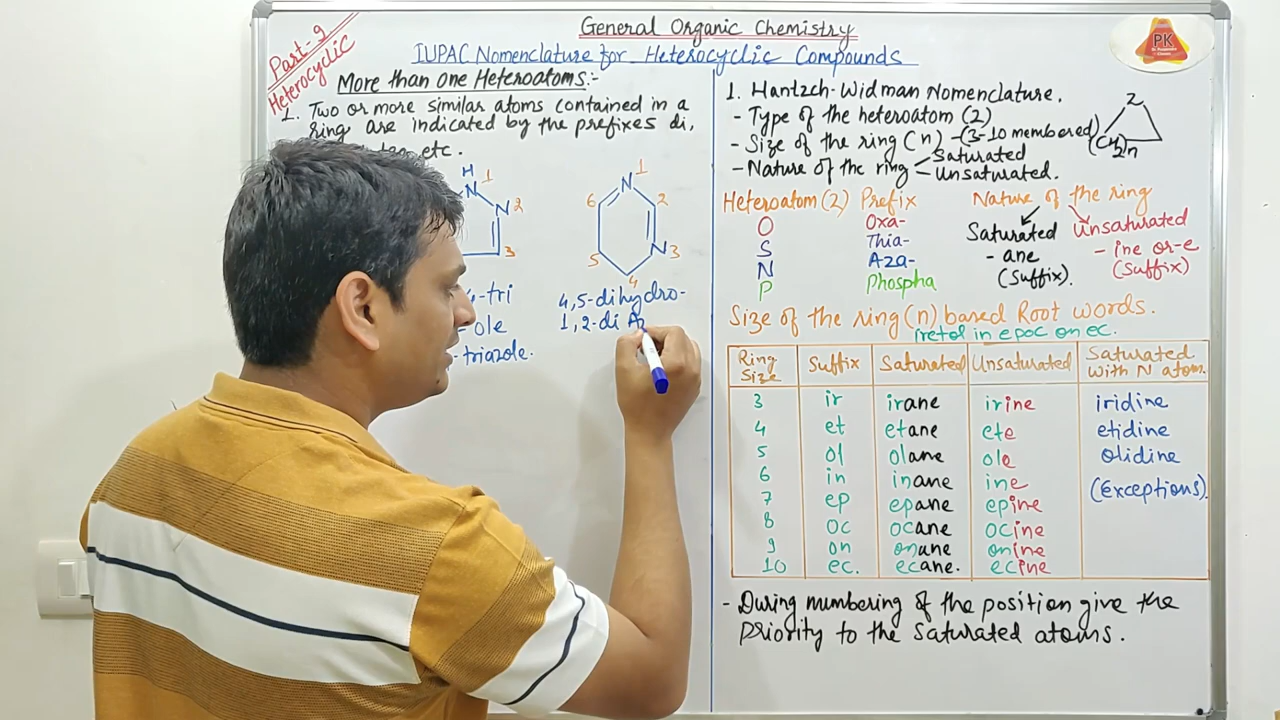 General Organic Chemistry
IUPAC Nomenclature for Heterocyclic Compounds
Part-9
Heterocyclic
More than one Heteroatoms:-
1. Two or more similar atoms contained in a
ring are indicated by the prefixes di,
etc.
H
N 1
N 2
3
-tri
-ole
-triazole.
N 1
6 2
N 3
5
4
4,5-dihydro-
1,2-di Az
PK
1. Hantzch-Widman Nomenclature.
- Type of the heteroatom (Z)
- Size of the ring (n) - (3-10 membered)
- Nature of the ring - Saturated
- Unsaturated.
Z
(CH2)n
Heteroatom (Z) Prefix
O Oxa-
S Thia-
N Aza-
P Phospha
Nature of the ring
Saturated
- ane
(Suffix).
Unsaturated
- ine or -e
(Suffix)
Size of the ring (n) based Root words.
iretol in epoc on ec.
Ring Size Suffix Saturated Unsaturated Saturated with N atom.
3 ir irane irine iridine
4 et etane ete etidine
5 ol olane ole olidine
6 in inane ine (Exceptions).
7 ep epane epine
8 oc ocane ocine
9 on onane onine
10 ec. ecane. ecine
- During numbering of the position give the
priority to the saturated atoms.